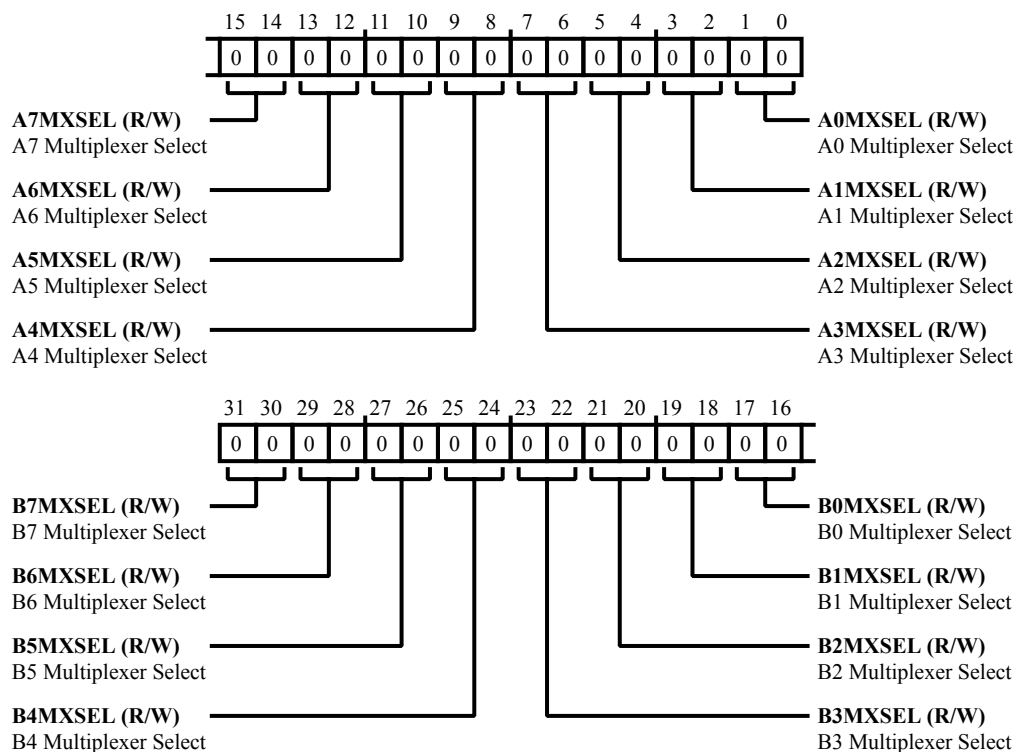 15 14 13 12 11 10 9 8 7 6 5 4 3 2 1 0
0 0 0 0 0 0 0 0 0 0 0 0 0 0 0 0
A7MXSEL (R/W)
A7 Multiplexer Select
A6MXSEL (R/W)
A6 Multiplexer Select
A5MXSEL (R/W)
A5 Multiplexer Select
A4MXSEL (R/W)
A4 Multiplexer Select
A0MXSEL (R/W)
A0 Multiplexer Select
A1MXSEL (R/W)
A1 Multiplexer Select
A2MXSEL (R/W)
A2 Multiplexer Select
A3MXSEL (R/W)
A3 Multiplexer Select
31 30 29 28 27 26 25 24 23 22 21 20 19 18 17 16
0 0 0 0 0 0 0 0 0 0 0 0 0 0 0 0
B7MXSEL (R/W)
B7 Multiplexer Select
B6MXSEL (R/W)
B6 Multiplexer Select
B5MXSEL (R/W)
B5 Multiplexer Select
B4MXSEL (R/W)
B4 Multiplexer Select
B0MXSEL (R/W)
B0 Multiplexer Select
B1MXSEL (R/W)
B1 Multiplexer Select
B2MXSEL (R/W)
B2 Multiplexer Select
B3MXSEL (R/W)
B3 Multiplexer Select